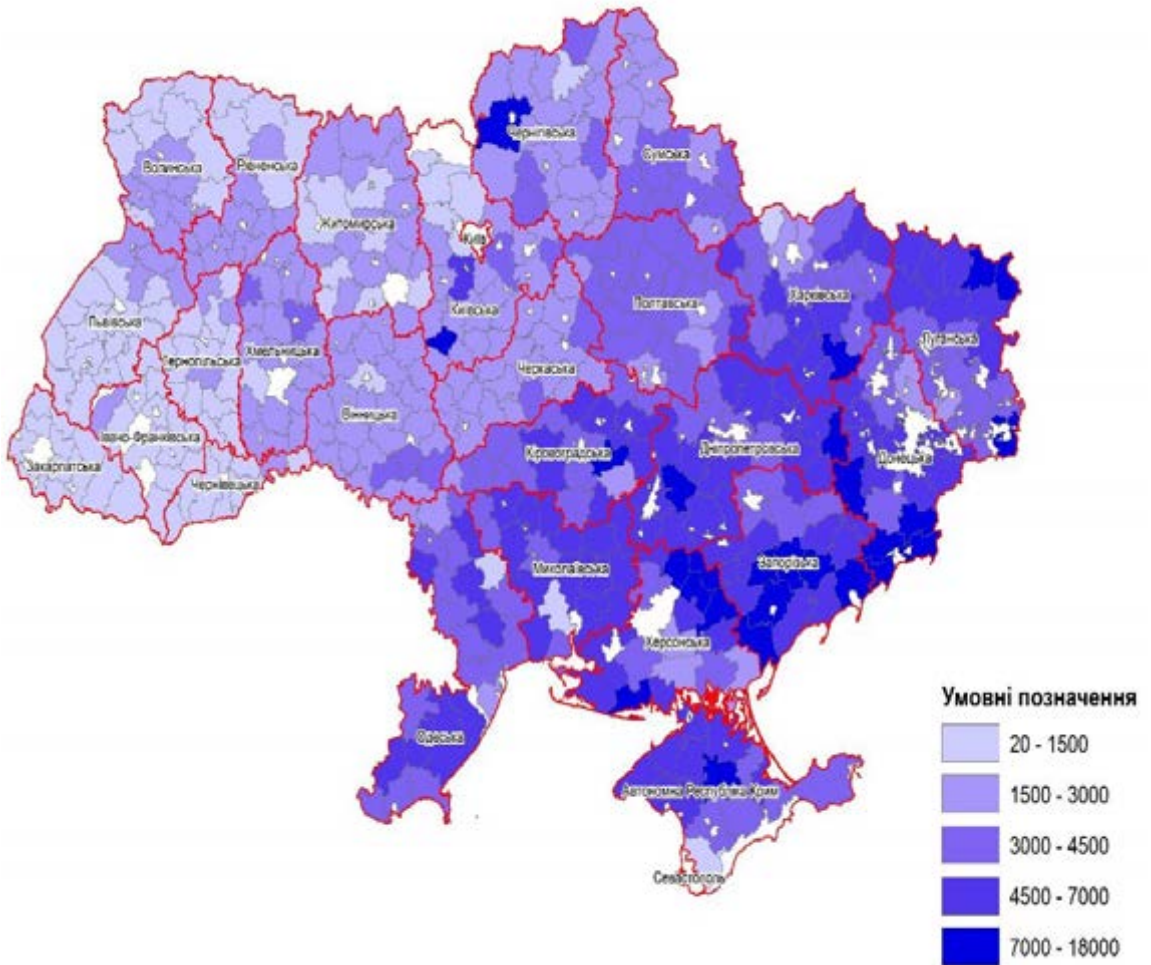 Чернігівська
Сумська
Волинська
Рівненська
Житомирська
Київ
Київська
Полтавська
Харківська
Луганська
Львівська
Тернопільська
Хмельницька
Черкаська
Вінницька
Івано-Франківська
Закарпатська
Чернівецька
Кіровоградська
Дніпропетровська
Донецька
Миколаївська
Запорізька
Херсонська
Одеська
Автономна Республіка Крим
Севастополь
Умовні позначення
20 - 1500
1500 - 3000
3000 - 4500
4500 - 7000
7000 - 18000